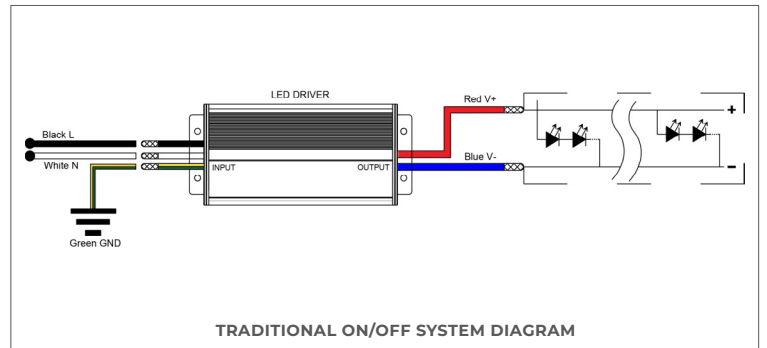 LED DRIVER
Red V+
Black L
White N
INPUT
OUTPUT
Blue V-
+
-
Green GND
TRADITIONAL ON/OFF SYSTEM DIAGRAM